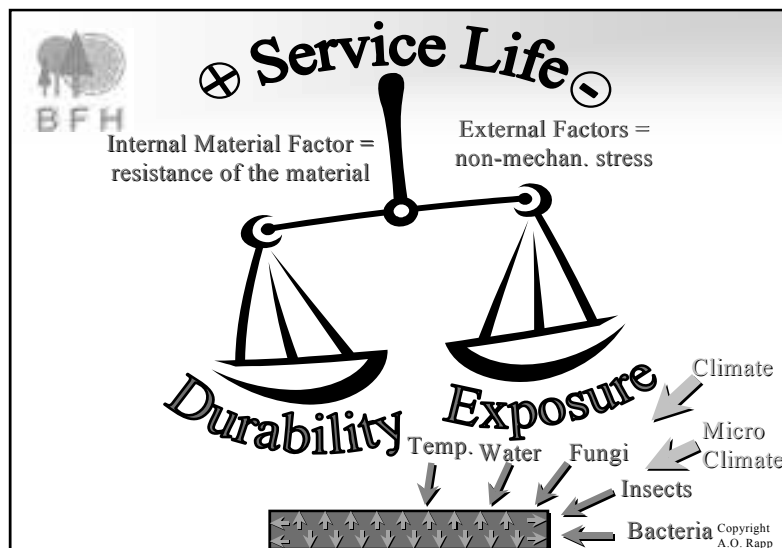 Service Life
+
-
BFH
Internal Material Factor =
resistance of the material
External Factors =
non-mechan. stress
Durability
Exposure
Climate
Micro
Climate
Temp.
Water
Fungi
Insects
Bacteria
Copyright
A.O. Rapp